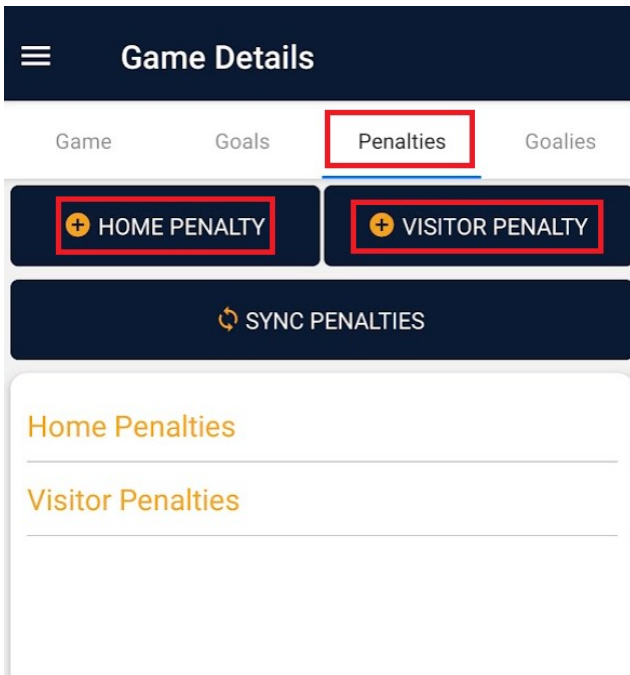 Game Details
Game Goals Penalties Goalies
HOME PENALTY VISITOR PENALTY
SYNC PENALTIES
Home Penalties
Visitor Penalties